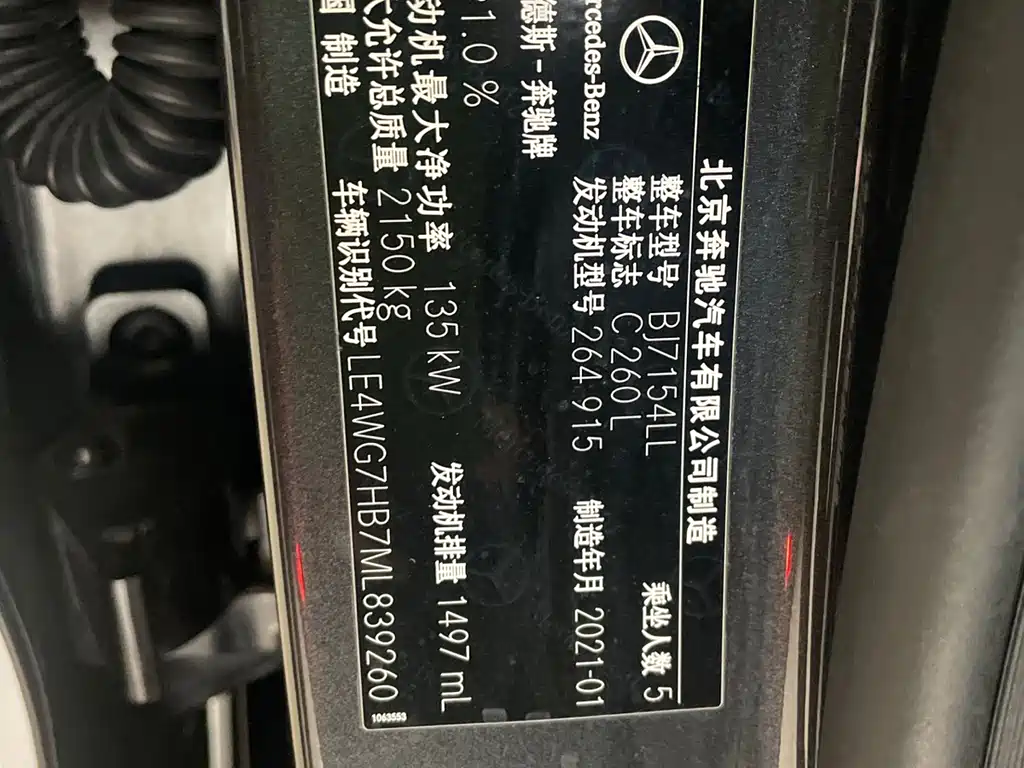 北京奔驰汽车有限公司制造
整车型号 BJ7154LL 乘坐人数 5
整车标志 C 260 L
Mercedes-Benz 发动机型号 264 915 制造年月 2021-01
德斯-奔驰牌
1.0 %
动机最大净功率 135 kW 发动机排量 1497 mL
大允许总质量 2150 kg
国 制造 车辆识别代号 LE4WG7HB7ML839260
1063553